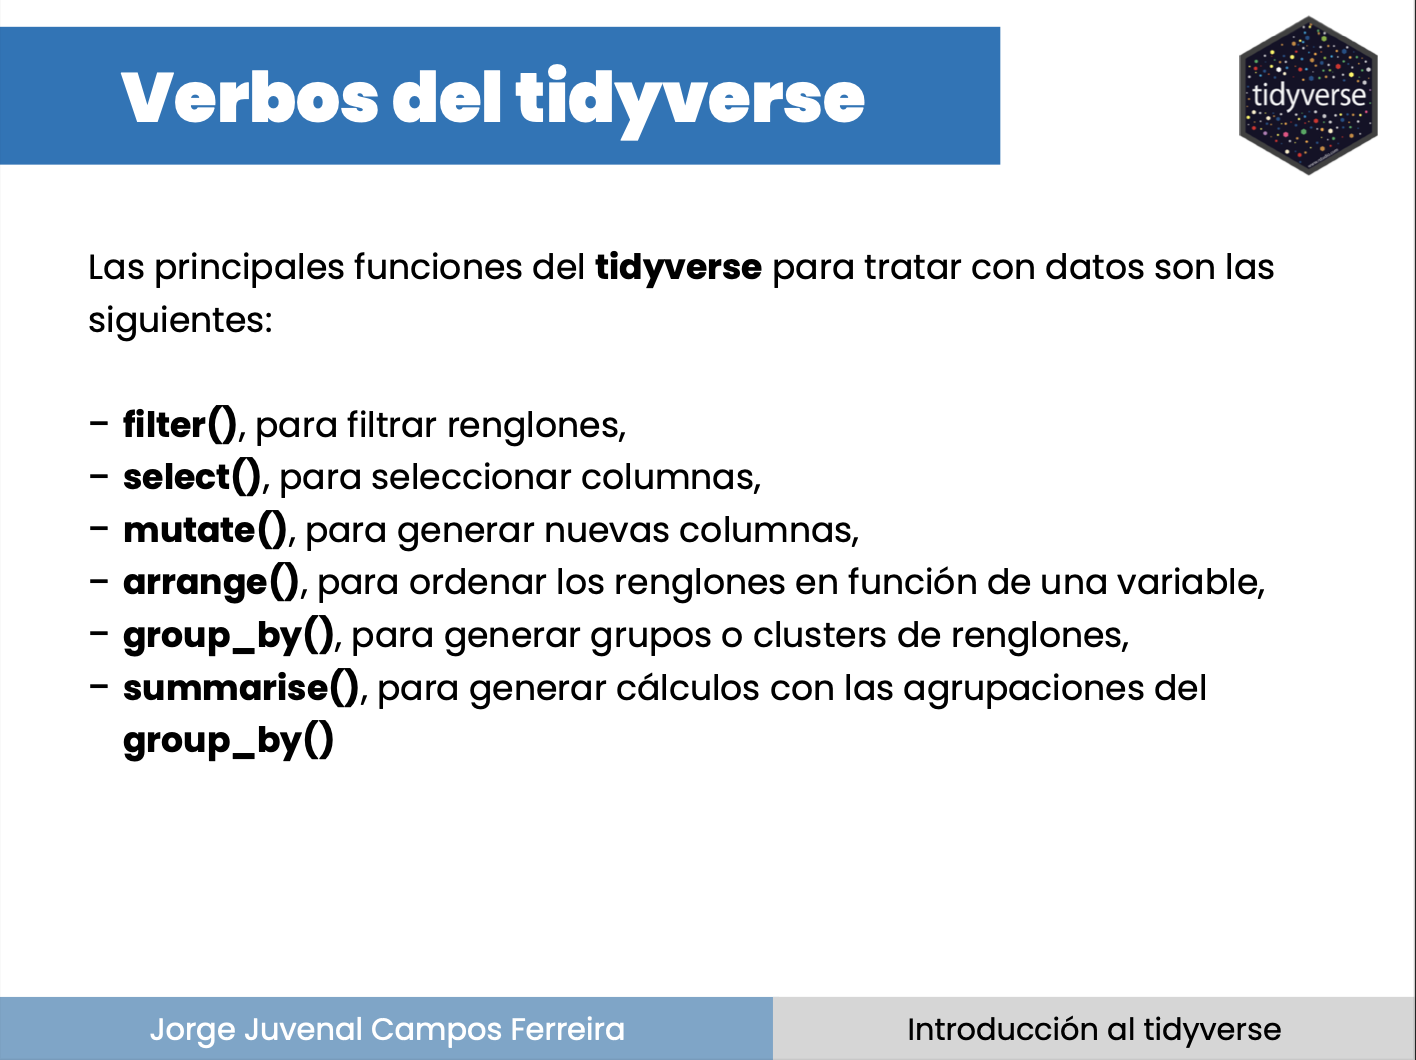 Verbos del tidyverse
tidyverse
Las principales funciones del tidyverse para tratar con datos son las
siguientes:
– filter(), para filtrar renglones,
– select(), para seleccionar columnas,
– mutate(), para generar nuevas columnas,
– arrange(), para ordenar los renglones en función de una variable,
– group_by(), para generar grupos o clusters de renglones,
– summarise(), para generar cálculos con las agrupaciones del
group_by()
Jorge Juvenal Campos Ferreira
Introducción al tidyverse